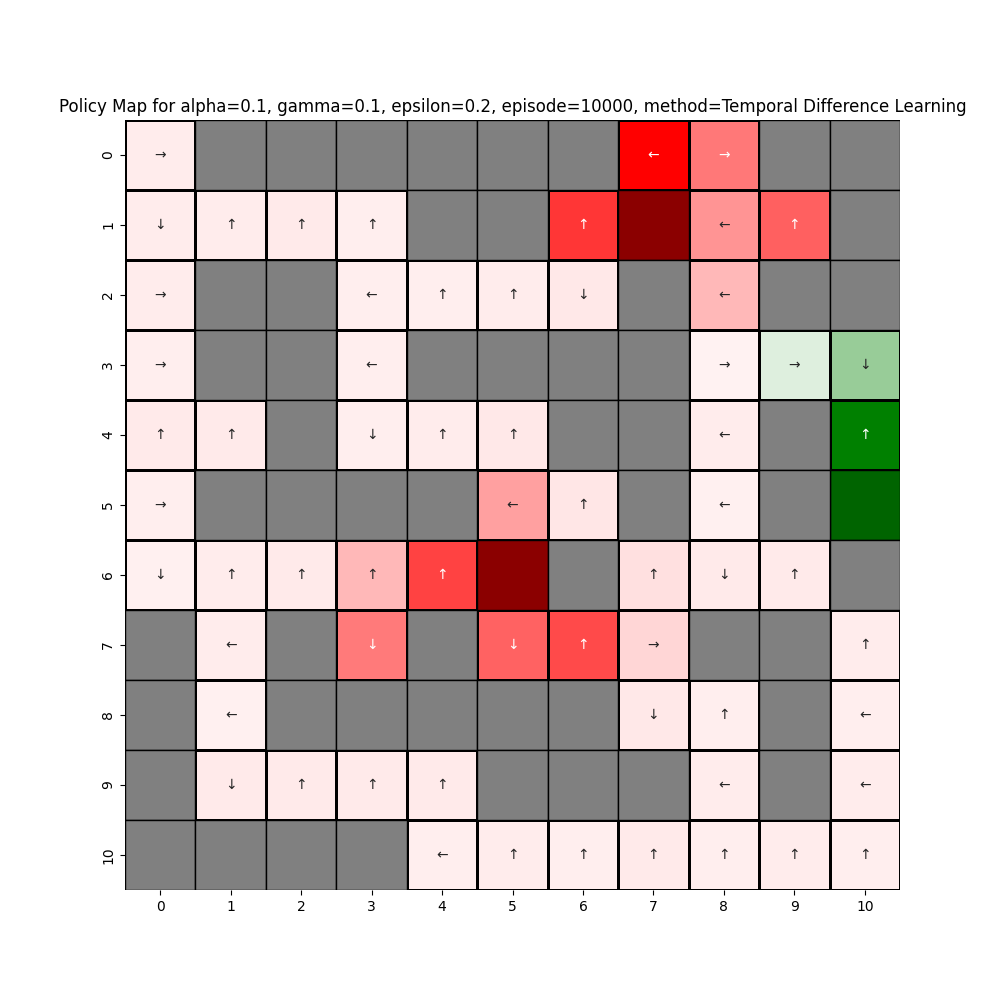 Policy Map for alpha=0.1, gamma=0.1, epsilon=0.2, episode=10000, method=Temporal Difference Learning
0 → ← →
1 ↓ ↑ ↑ ↑ ↑ ← ↑
2 → ← ↑ ↑ ↓ ←
3 → ← → → ↓
4 ↑ ↑ ↓ ↑ ↑ ← ↑
5 → ← ↑ ←
6 ↓ ↑ ↑ ↑ ↑ ↑ ↓ ↑
7 ← ↓ ↓ ↑ → ↑
8 ← ↓ ↑ ←
9 ↓ ↑ ↑ ↑ ← ←
10 ← ↑ ↑ ↑ ↑ ↑ ↑
0 1 2 3 4 5 6 7 8 9 10